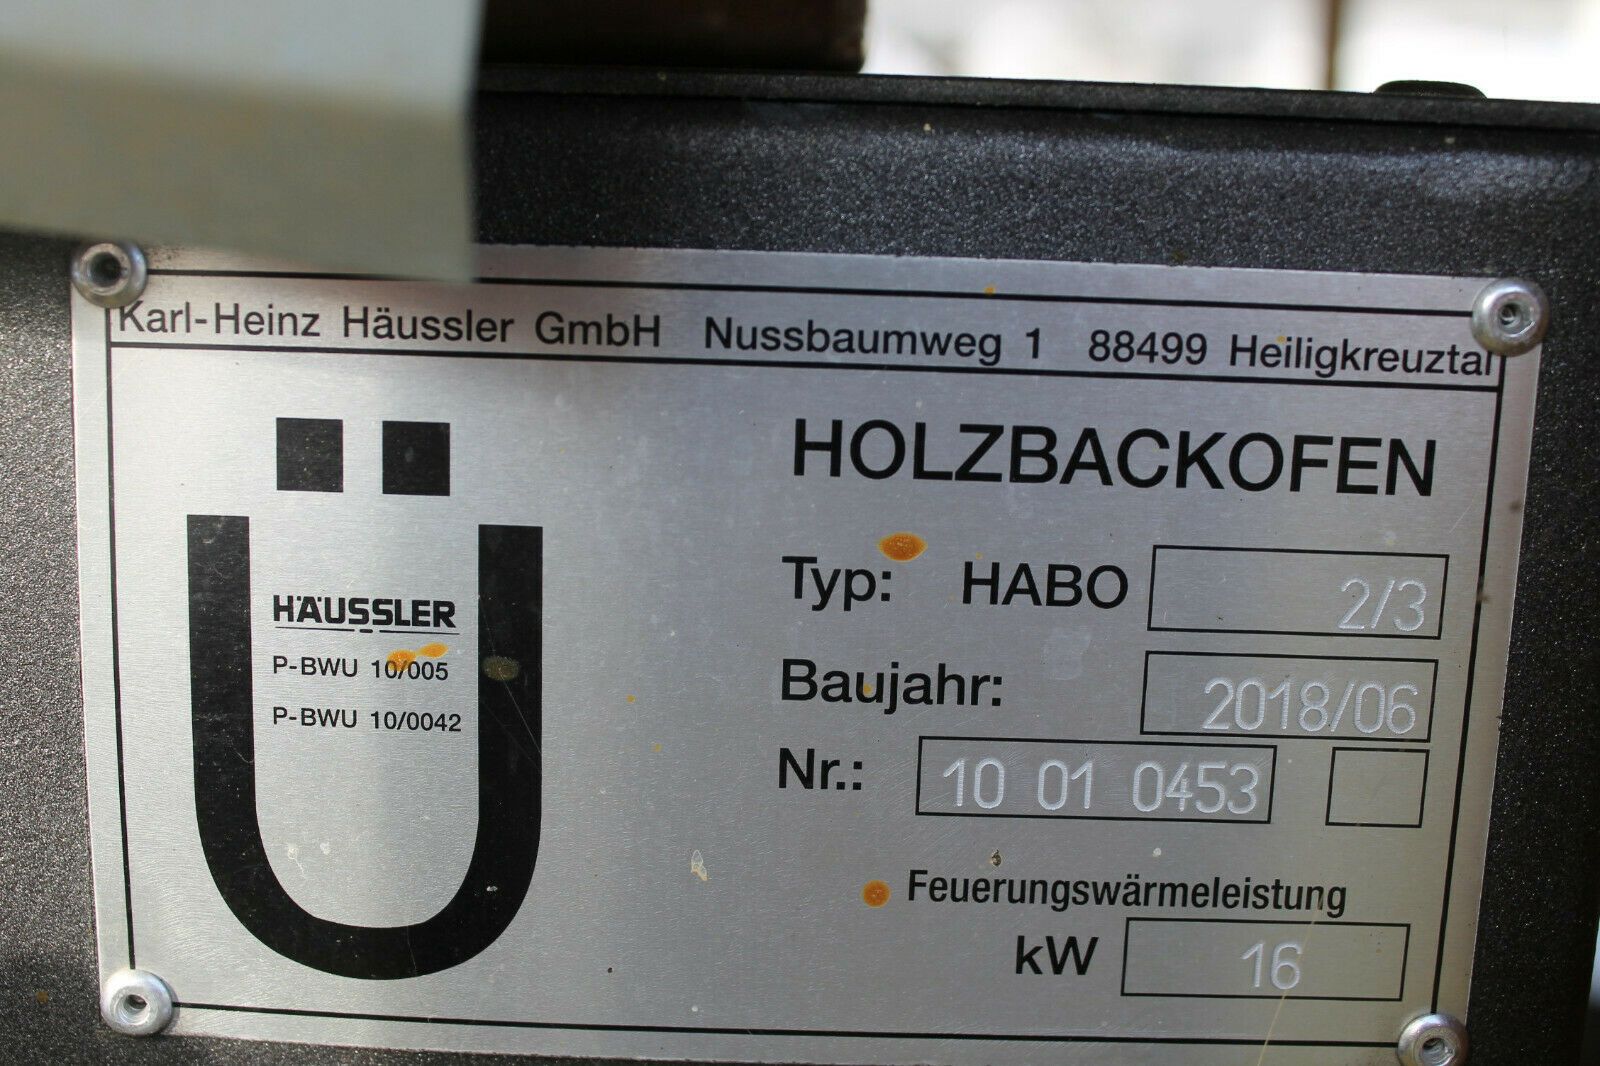 Karl-Heinz Häussler GmbH Nussbaumweg 1 88499 Heiligkreuztal
Ü
HÄUSSLER
P-BWU 10/005
P-BWU 10/0042
HOLZBACKOFEN
Typ: HABO 2/3
Baujahr: 2018/06
Nr.: 10 01 0453
Feuerungswärmeleistung
kW 16